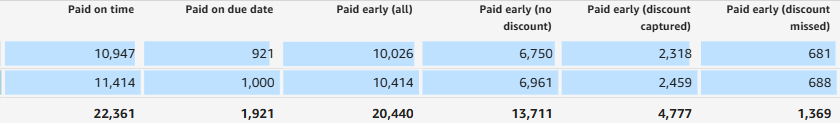 Paid on time Paid on due date Paid early (all) Paid early (no discount) Paid early (discount captured) Paid early (discount missed)
10,947 921 10,026 6,750 2,318 681
11,414 1,000 10,414 6,961 2,459 688
22,361 1,921 20,440 13,711 4,777 1,369